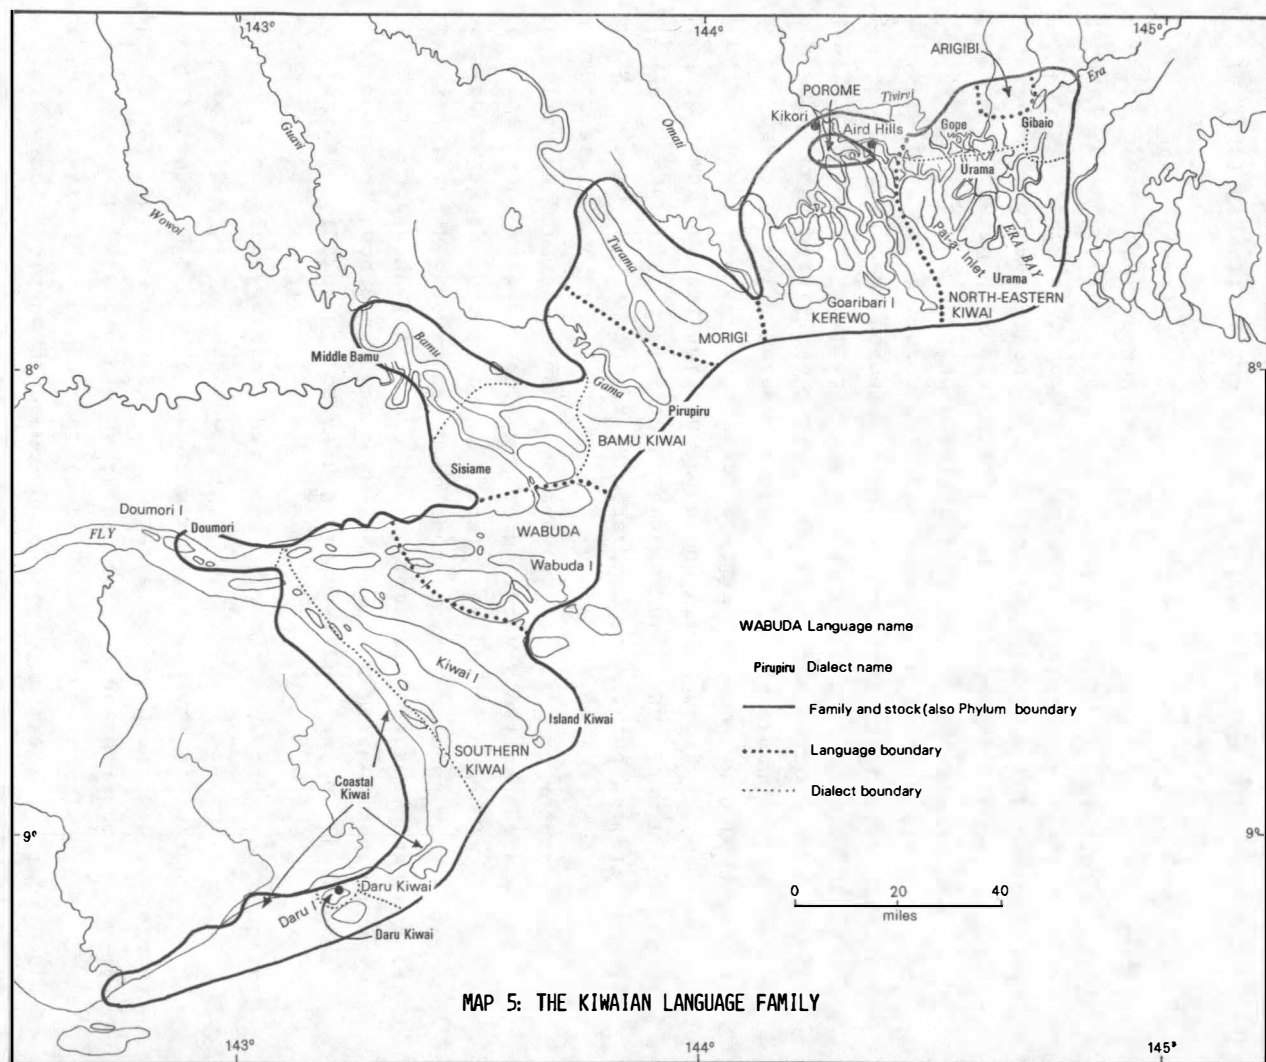 143°
144°
145°
ARIGIBI
Era
POROME
Tiviri
Kikori
Aird Hills
Gope
Gibaio
Omati
Guavi
Urama
Wowoi
Turama
Pai-a- Inlet
ERA BAY
Urama
Goaribari I
KEREWO
NORTH-EASTERN
KIWAI
MORIGI
Bamu
Middle Bamu
8°
8°
Gama
Pirupiru
BAMU KIWAI
Sisiame
Doumori I
Doumori
FLY
WABUDA
Wabuda I
WABUDA Language name
Kiwai I
Pirupiru Dialect name
Island Kiwai
Family and stock(also Phylum boundary
SOUTHERN
KIWAI
Language boundary
Coastal
Kiwai
Dialect boundary
9°
9°
Daru Kiwai
Daru I
Daru Kiwai
0 20 40
miles
MAP 5: THE KIWAIAN LANGUAGE FAMILY
143°
144°
145°